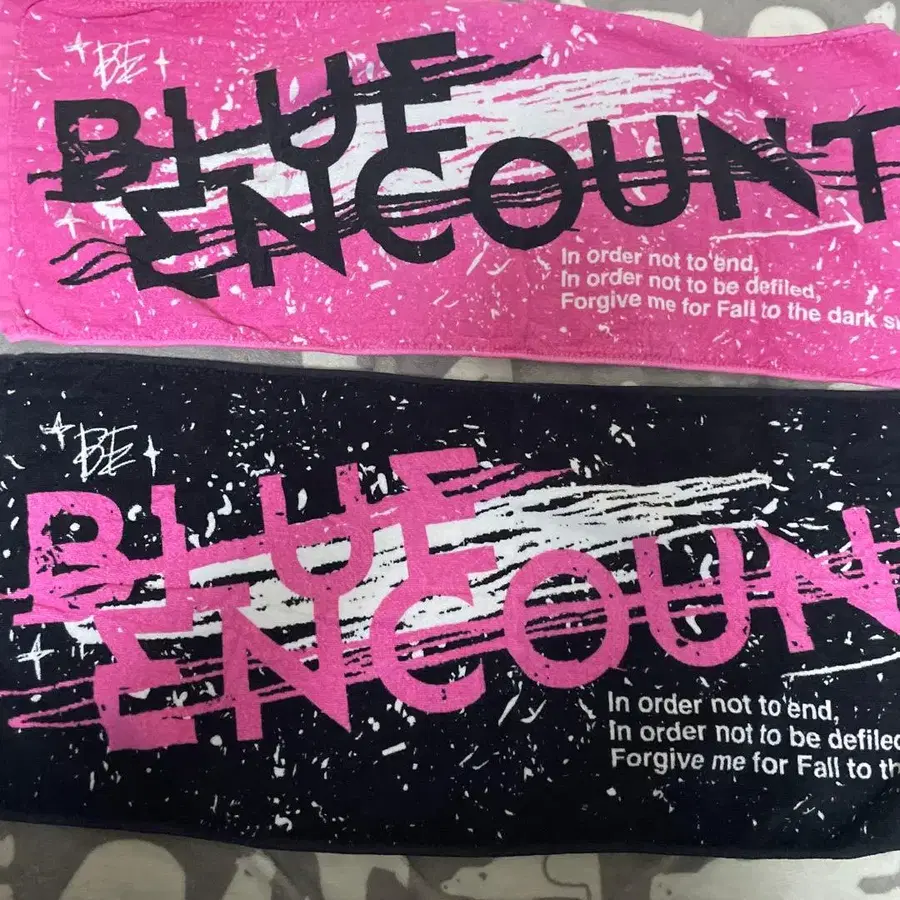 BE
BLUE
ENCOUNT
In order not to end,
In order not to be defiled,
Forgive me for Fall to the dark
BE
BLUE
ENCOUN
In order not to end,
In order not to be defiled
Forgive me for Fall to